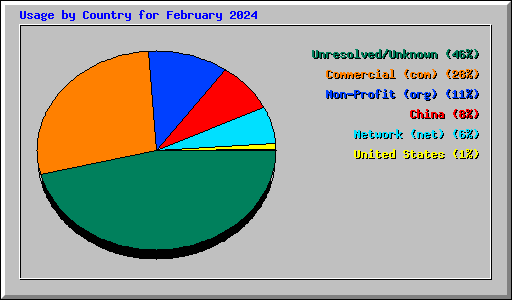 Usage by Country for February 2024
Unresolved/Unknown (46%)
Commercial (com) (28%)
Non-Profit (org) (11%)
China (8%)
Network (net) (6%)
United States (1%)